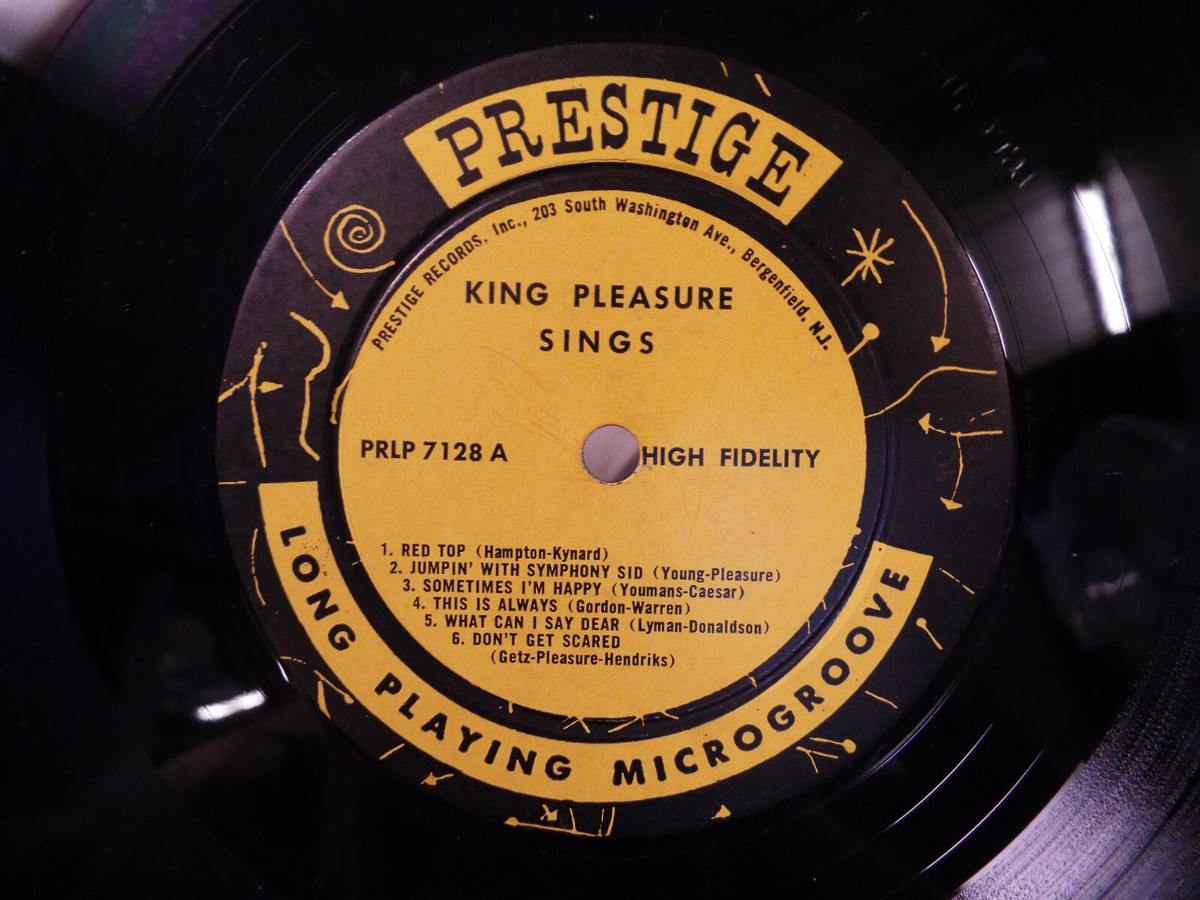 PRESTIGE
PRESTIGE RECORDS, Inc., 203 South Washington Ave., Bergenfield, N.J.
KING PLEASURE
SINGS
PRLP 7128 A
HIGH FIDELITY
1. RED TOP (Hampton-Kynard)
2. JUMPIN' WITH SYMPHONY SID (Young-Pleasure)
3. SOMETIMES I'M HAPPY (Youmans-Caesar)
4. THIS IS ALWAYS (Gordon-Warren)
5. WHAT CAN I SAY DEAR (Lyman-Donaldson)
6. DON'T GET SCARED
(Getz-Pleasure-Hendriks)
LONG PLAYING MICROGROOVE